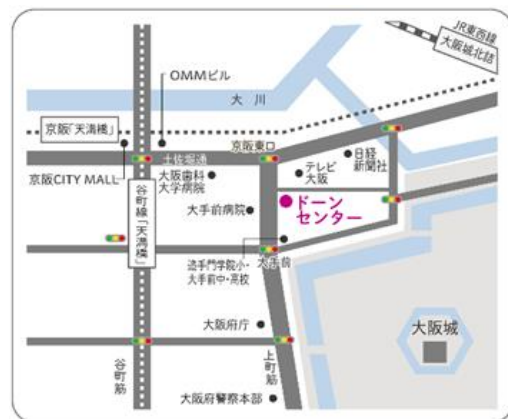 JR東西線
大阪城北詰
OMMビル
大川
京阪「天満橋」
京阪東口
土佐堀通
日経
新聞社
テレビ
大阪
京阪CITY MALL
大阪歯科
大学病院
谷町線「天満橋」
大手前病院
ドーン
センター
追手門学院小・
大手前中・高校
大手前
大阪府庁
大阪城
谷町筋
上町筋
大阪府警察本部